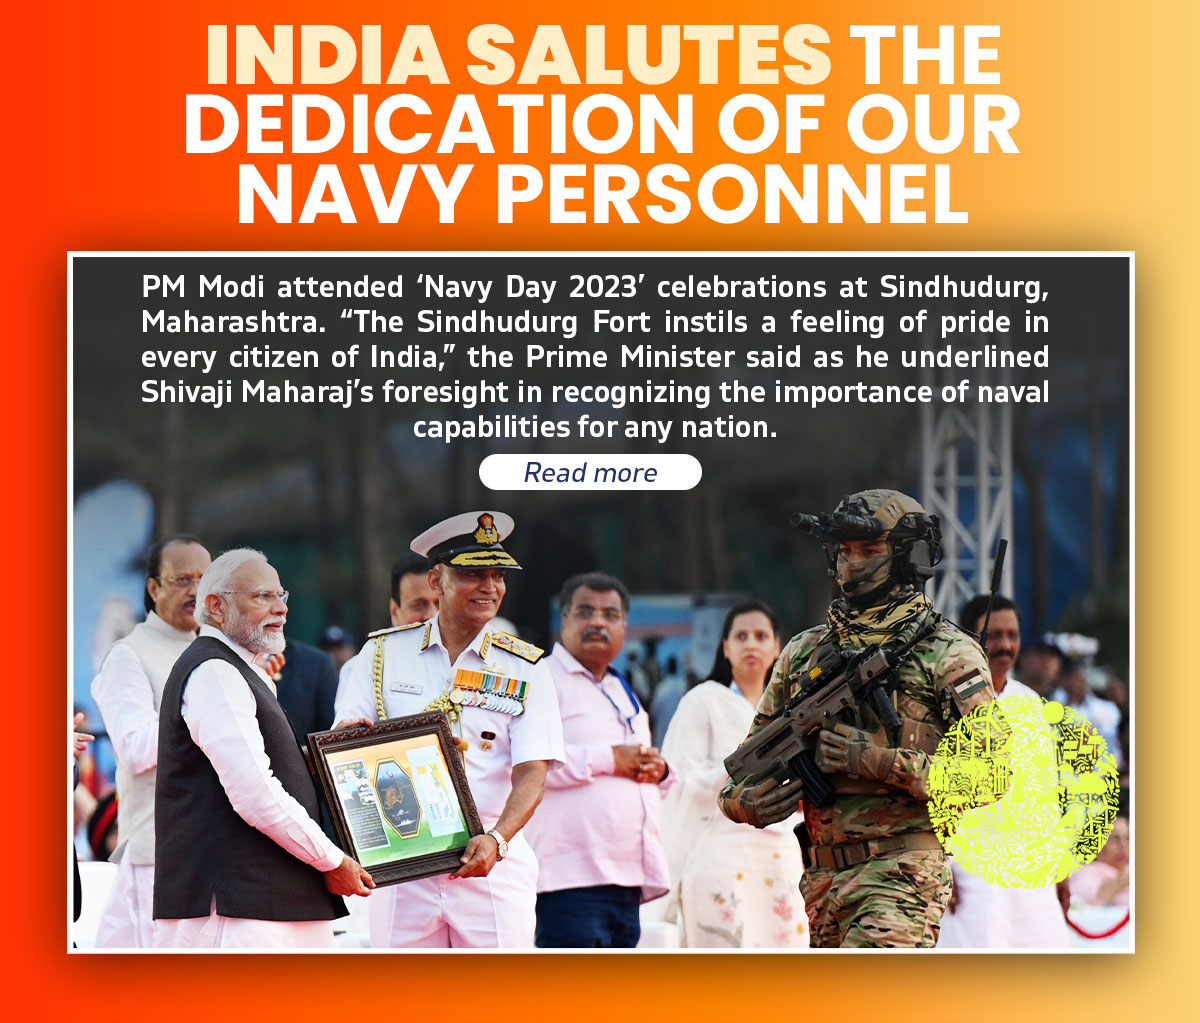 INDIA SALUTES THE
DEDICATION OF OUR
NAVY PERSONNEL
PM Modi attended ‘Navy Day 2023’ celebrations at Sindhudurg,
Maharashtra. “The Sindhudurg Fort instils a feeling of pride in
every citizen of India,” the Prime Minister said as he underlined
Shivaji Maharaj’s foresight in recognizing the importance of naval
capabilities for any nation.
Read more